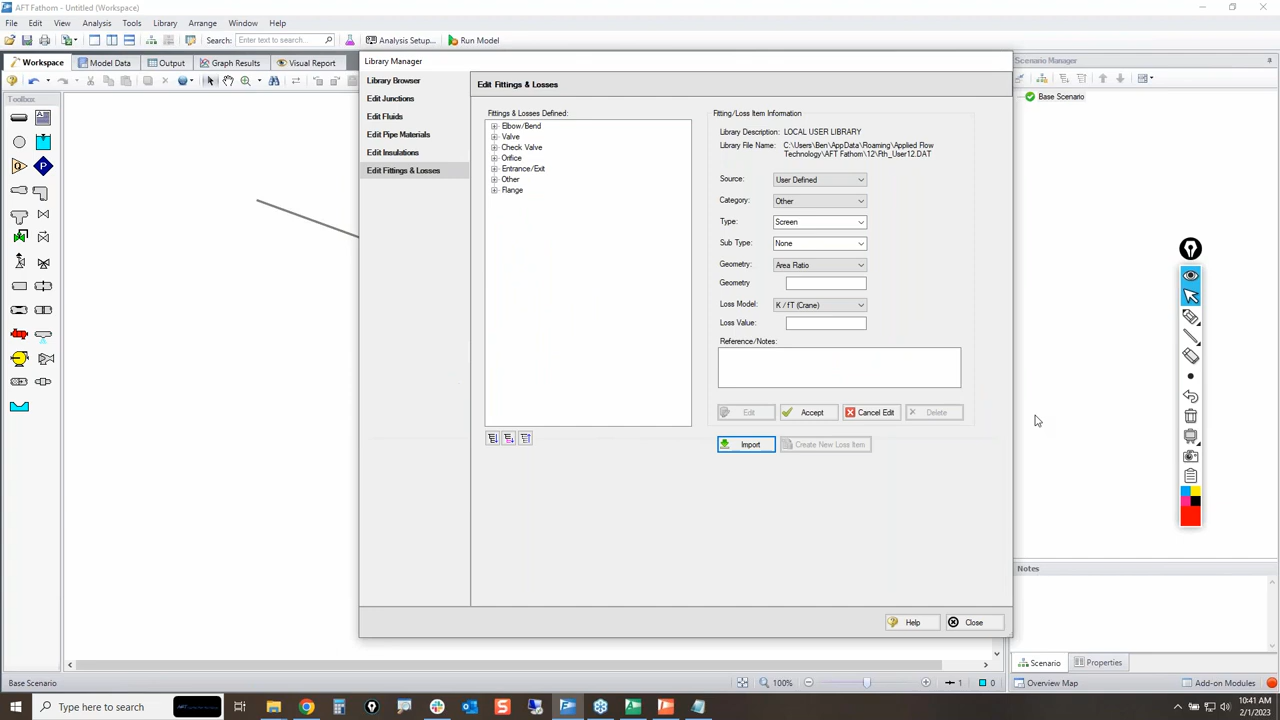 AFT Fathom - Untitled (Workspace)
File Edit View Analysis Tools Library Arrange Window Help
Search: Enter text to search... Analysis Setup... Run Model
Workspace Model Data Output Graph Results Visual Report
Toolbox
Library Manager
Library Browser
Edit Junctions
Edit Fluids
Edit Pipe Materials
Edit Insulations
Edit Fittings & Losses
Edit Fittings & Losses
Fittings & Losses Defined:
Elbow/Bend
Valve
Check Valve
Orifice
Entrance/Exit
Other
Flange
Fitting/Loss Item Information
Library Description: LOCAL USER LIBRARY
Library File Name: C:\Users\Ben\AppData\Roaming\Applied Flow
Technology\AFT Fathom\12\Fth_User12.DAT
Source: User Defined
Category: Other
Type: Screen
Sub Type: None
Geometry: Area Ratio
Geometry
Loss Model: K / fT (Crane)
Loss Value:
Reference/Notes:
Edit Accept Cancel Edit Delete
Import Create New Loss Item
Help Close
Scenario Manager
Base Scenario
Notes
Scenario Properties
Base Scenario 100% 1 0 Overview Map Add-on Modules
Type here to search
10:41 AM
2/1/2023